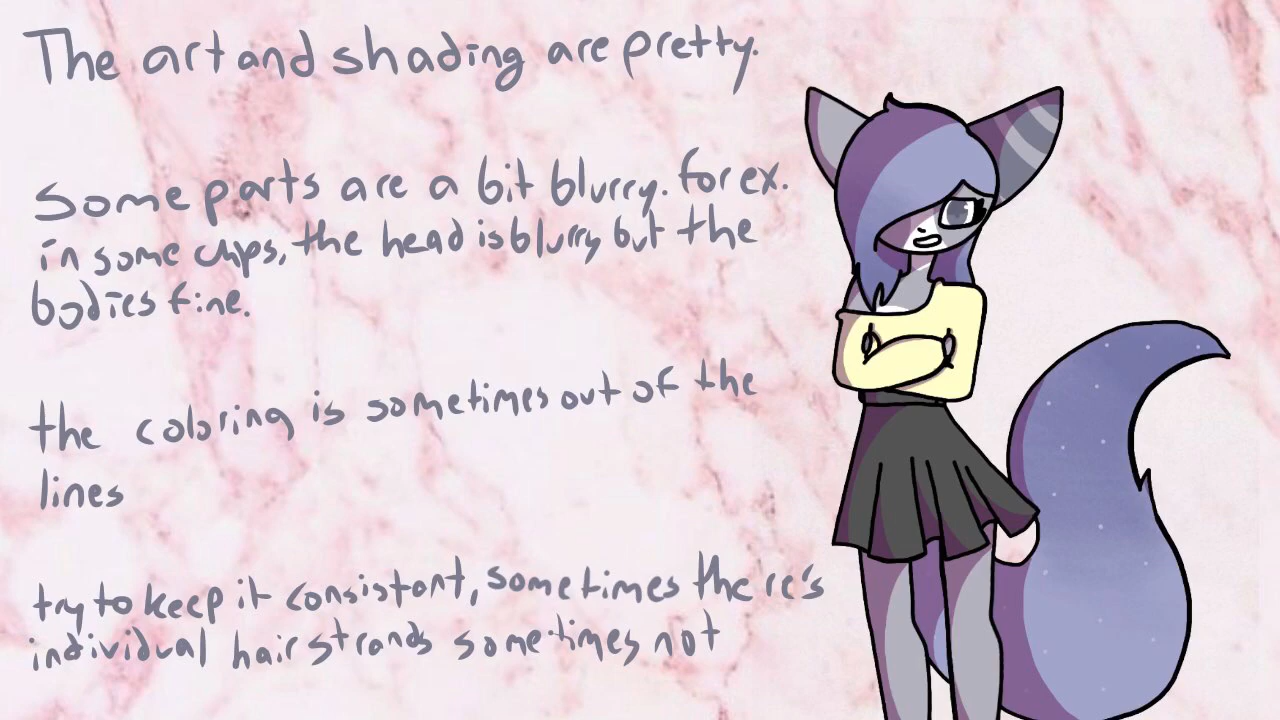 The art and shading are pretty.
Some parts are a bit blurry. for ex.
in some clips, the head is blurry but the
bodies fine.
the coloring is sometimes out of the
lines
try to keep it consistant, sometimes there's
individual hair strands sometimes not